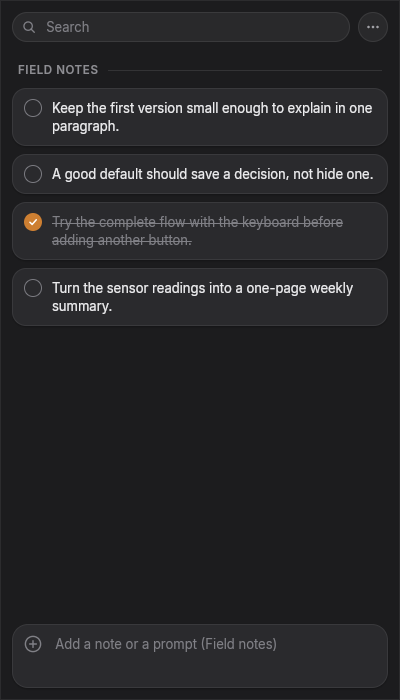 Search
FIELD NOTES
Keep the first version small enough to explain in one
paragraph.
A good default should save a decision, not hide one.
Try the complete flow with the keyboard before
adding another button.
Turn the sensor readings into a one-page weekly
summary.
Add a note or a prompt (Field notes)